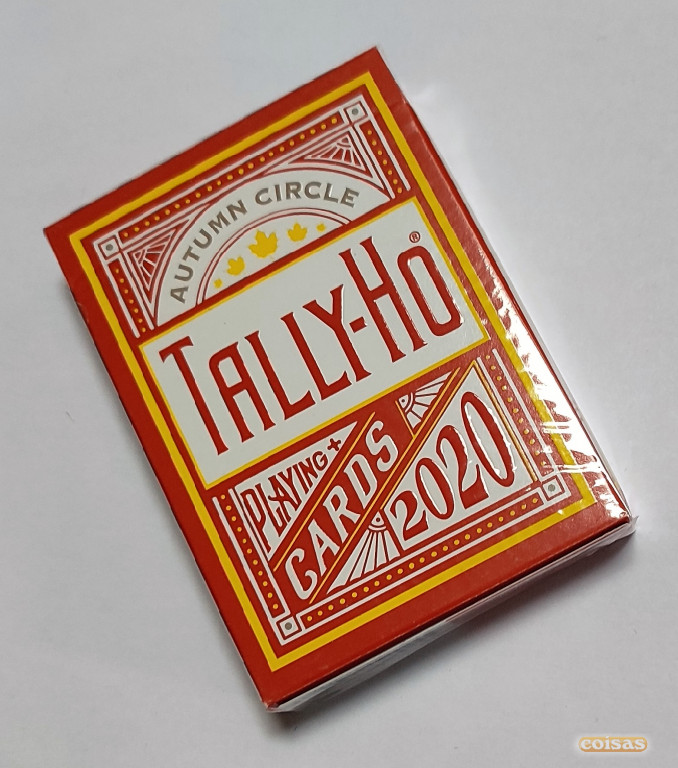 AUTUMN CIRCLE
TALLY-HO®
PLAYING
CARDS
2020
coisas